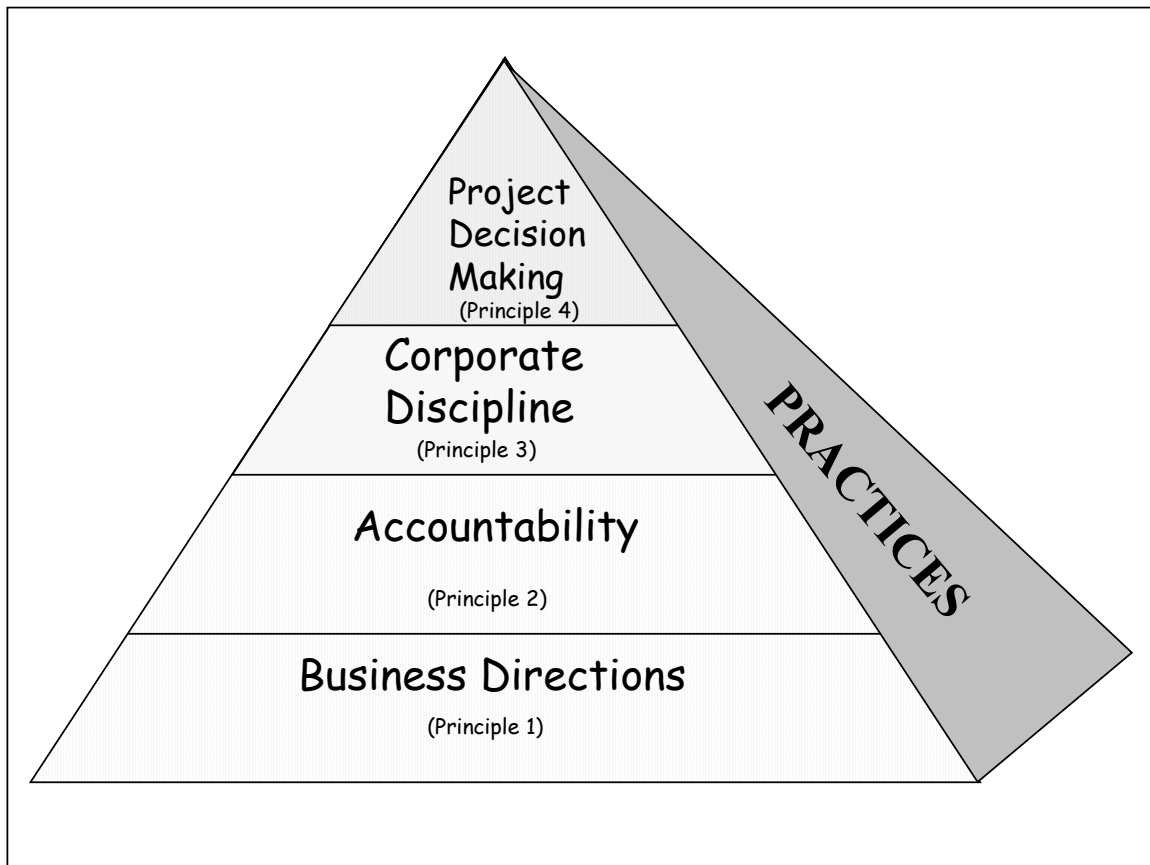 Project
Decision
Making
(Principle 4)
Corporate
Discipline
(Principle 3)
Accountability
(Principle 2)
Business Directions
(Principle 1)
PRACTICES